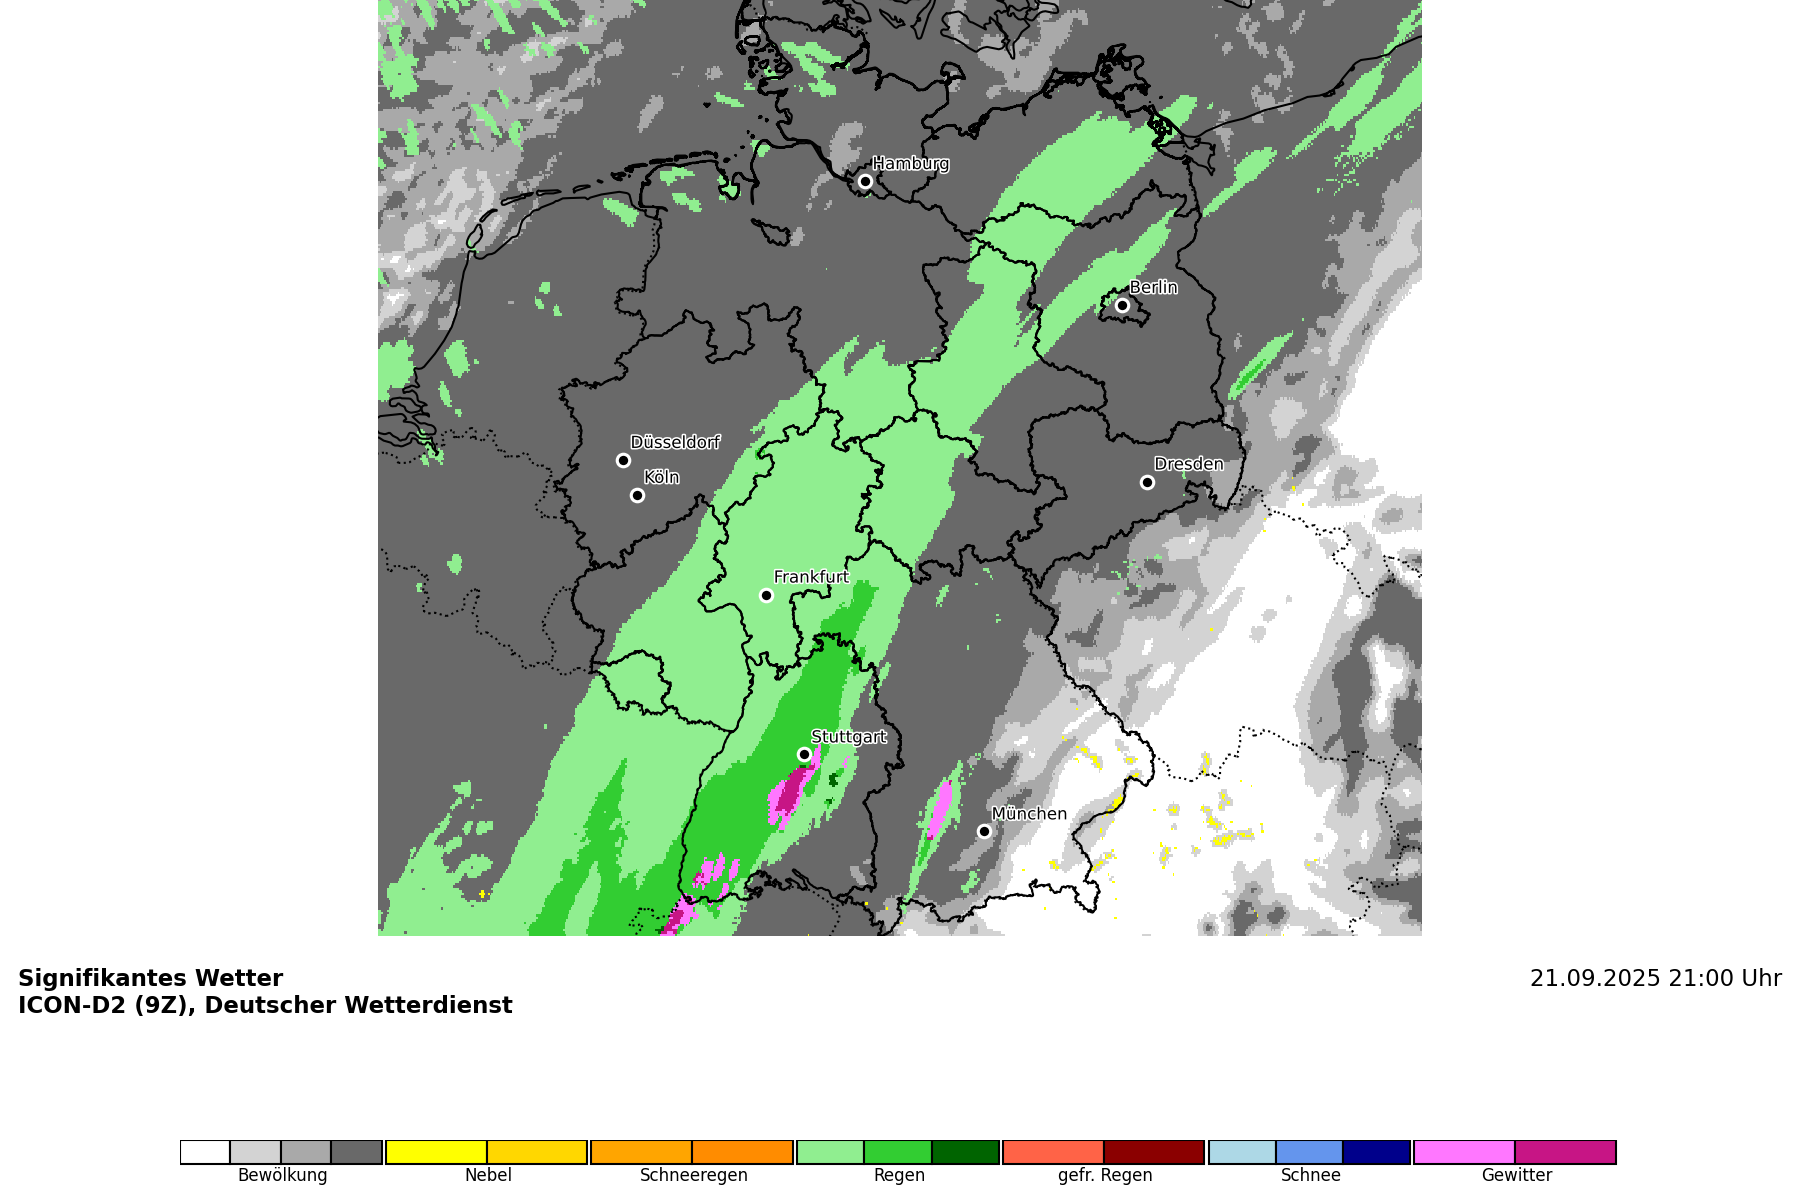 Hamburg
Berlin
Düsseldorf
Köln
Dresden
Frankfurt
Stuttgart
München
Signifikantes Wetter
21.09.2025 21:00 Uhr
ICON-D2 (9Z), Deutscher Wetterdienst
Bewölkung Nebel Schneeregen Regen gefr. Regen Schnee Gewitter